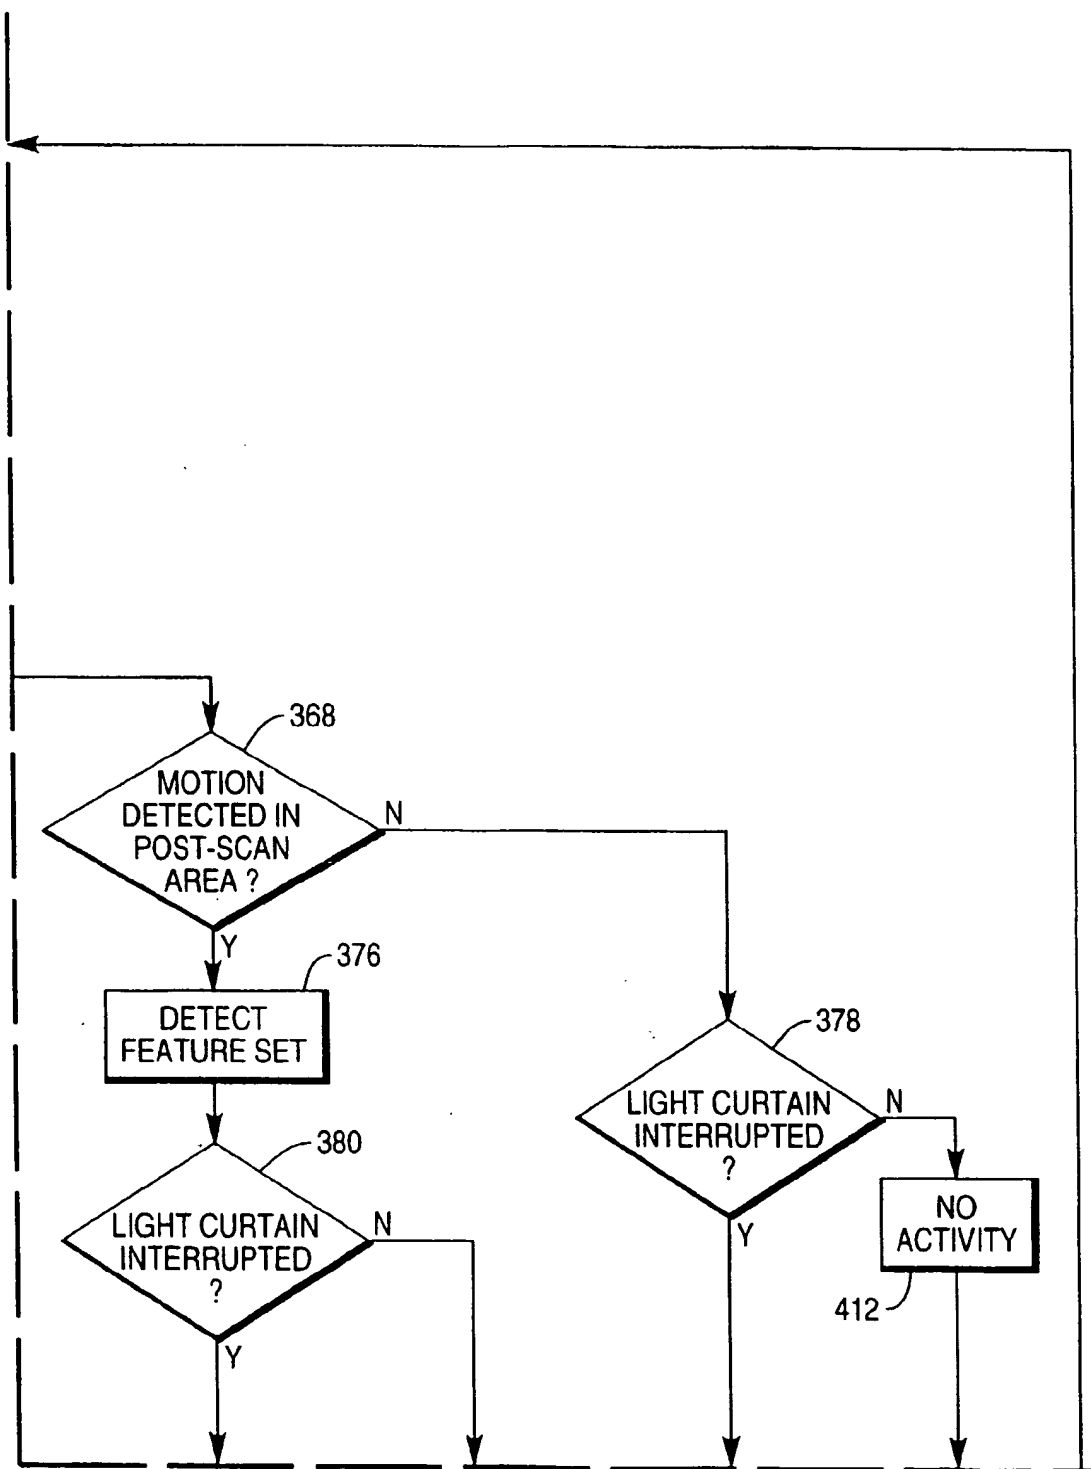 368
MOTION
DETECTED IN
POST-SCAN
AREA ?
N
Y
376
DETECT
FEATURE SET
378
LIGHT CURTAIN
INTERRUPTED
?
N
Y
380
LIGHT CURTAIN
INTERRUPTED
?
N
Y
NO
ACTIVITY
412